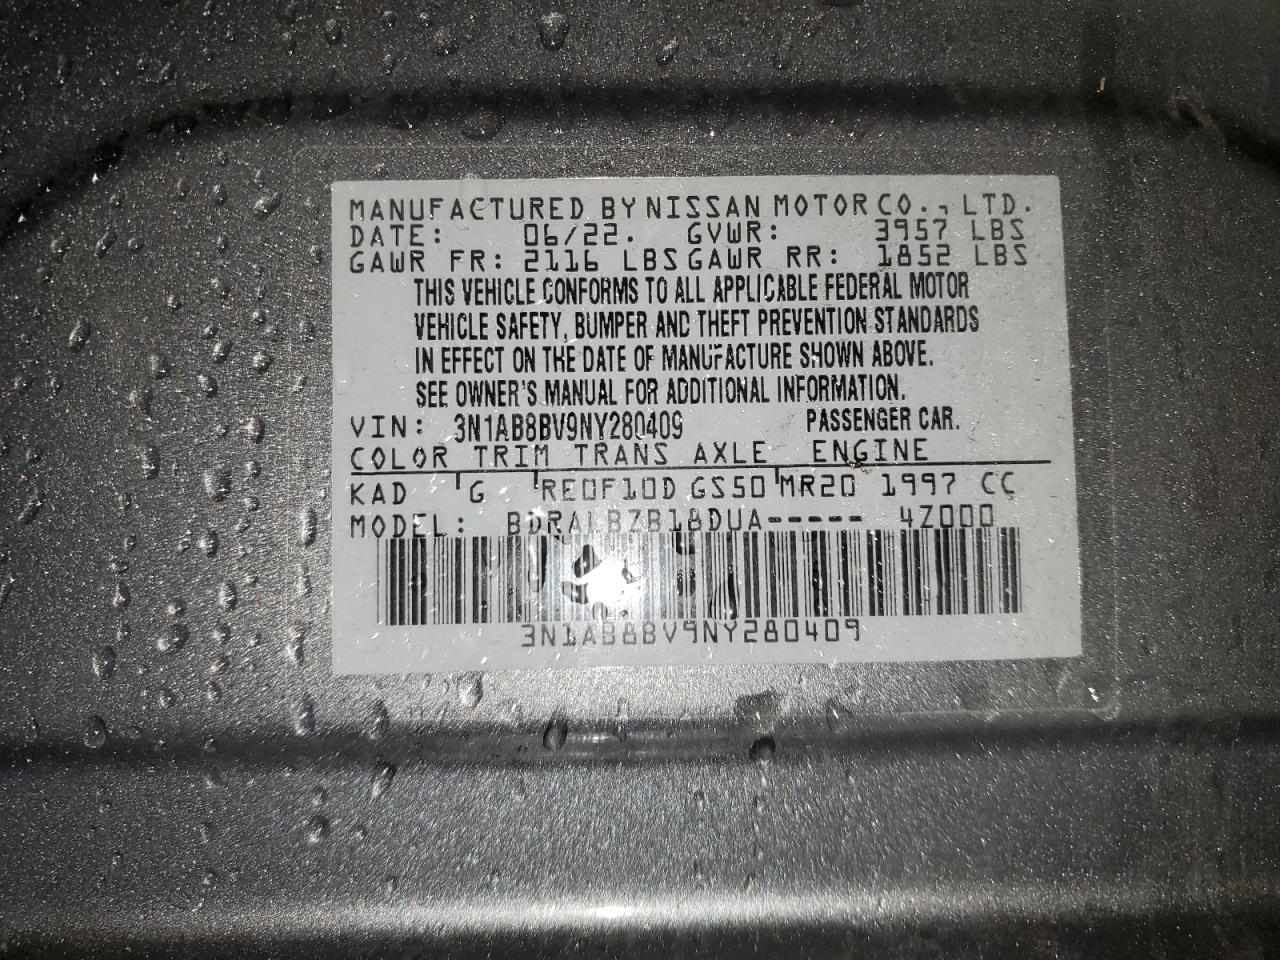 MANUFACTURED BY NISSAN MOTOR CO., LTD.
DATE: 06/22. GVWR: 3957 LBS
GAWR FR: 2116 LBS GAWR RR: 1852 LBS
THIS VEHICLE CONFORMS TO ALL APPLICABLE FEDERAL MOTOR
VEHICLE SAFETY, BUMPER AND THEFT PREVENTION STANDARDS
IN EFFECT ON THE DATE OF MANUFACTURE SHOWN ABOVE.
SEE OWNER'S MANUAL FOR ADDITIONAL INFORMATION.
VIN: 3N1AB8BV9NY280409 PASSENGER CAR.
COLOR TRIM TRANS AXLE ENGINE
KAD G RE0F10D GS50 MR20 1997 CC
MODEL: BDRALBZB18DUA----- 4Z000
3N1AB8BV9NY280409